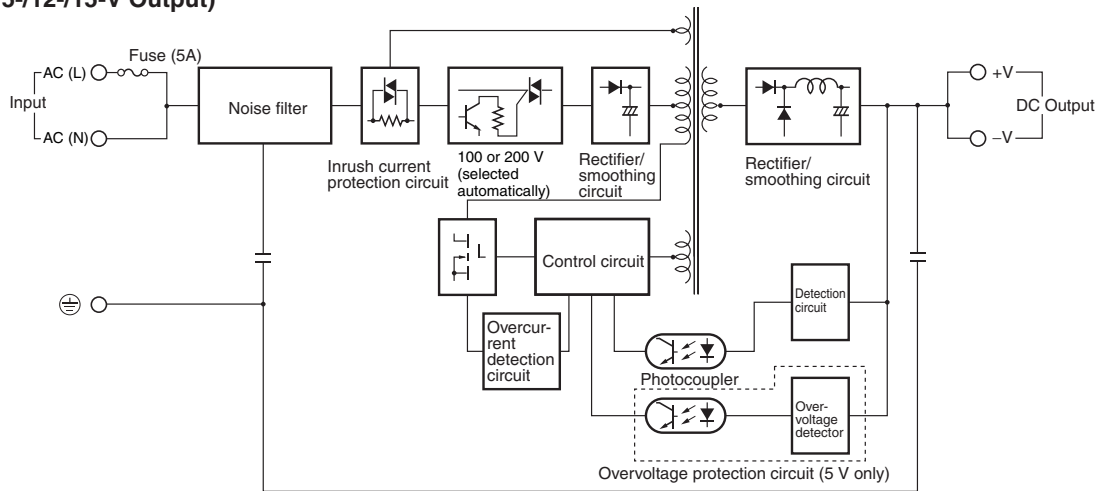 5-/12-/15-V Output)
Fuse (5A)
AC (L)
Input
AC (N)
Noise filter
Inrush current
protection circuit
100 or 200 V
(selected
automatically)
Rectifier/
smoothing
circuit
Rectifier/
smoothing circuit
+V
DC Output
−V
Control circuit
Overcur-
rent
detection
circuit
Detection
circuit
Photocoupler
Over-
voltage
detector
Overvoltage protection circuit (5 V only)